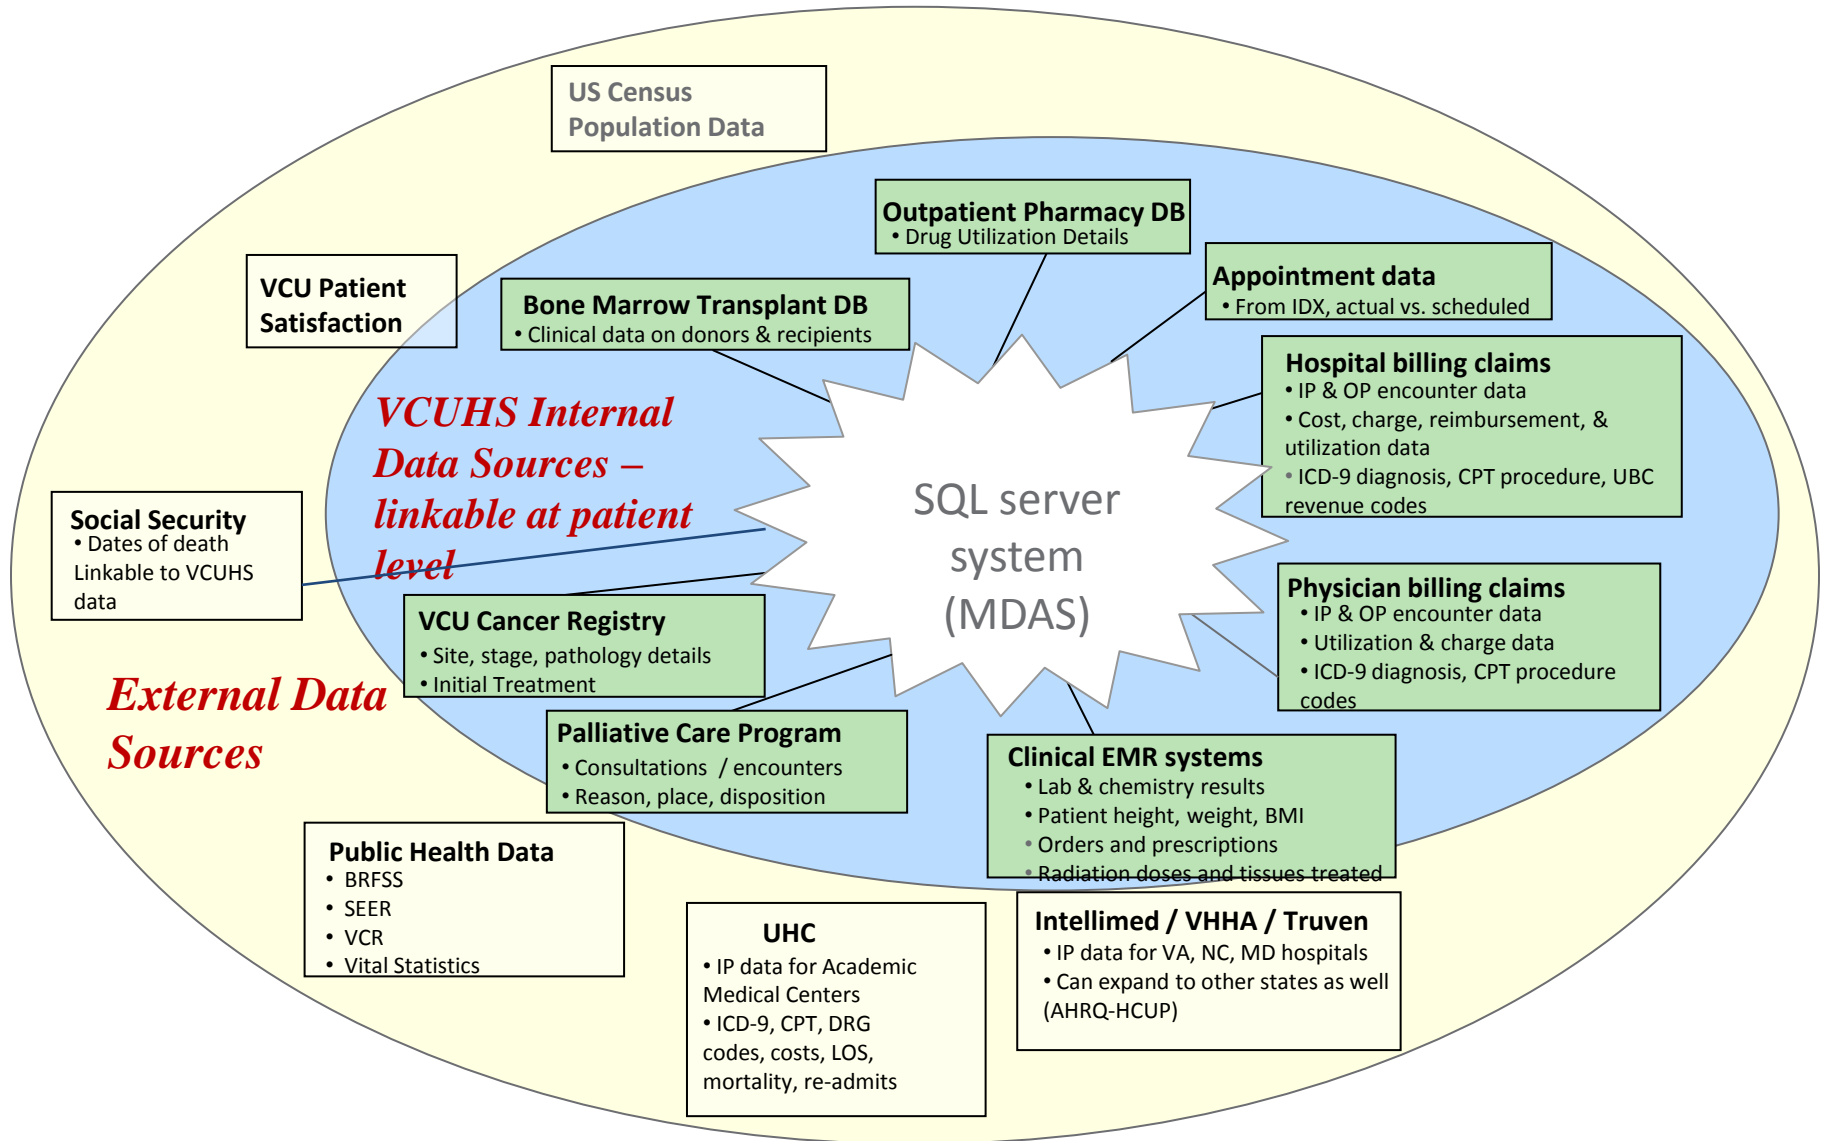 US Census
Population Data
Outpatient Pharmacy DB
• Drug Utilization Details
VCU Patient
Satisfaction
Bone Marrow Transplant DB
• Clinical data on donors & recipients
Appointment data
• From IDX, actual vs. scheduled
Hospital billing claims
• IP & OP encounter data
• Cost, charge, reimbursement, &
utilization data
• ICD-9 diagnosis, CPT procedure, UBC
revenue codes
VCUHS Internal
Data Sources –
linkable at patient
level
SQL server
system
(MDAS)
Social Security
• Dates of death
Linkable to VCUHS
data
Physician billing claims
• IP & OP encounter data
• Utilization & charge data
• ICD-9 diagnosis, CPT procedure
codes
VCU Cancer Registry
• Site, stage, pathology details
• Initial Treatment
External Data
Sources
Palliative Care Program
• Consultations / encounters
• Reason, place, disposition
Clinical EMR systems
• Lab & chemistry results
• Patient height, weight, BMI
• Orders and prescriptions
• Radiation doses and tissues treated
Public Health Data
• BRFSS
• SEER
• VCR
• Vital Statistics
UHC
• IP data for Academic
Medical Centers
• ICD-9, CPT, DRG
codes, costs, LOS,
mortality, re-admits
Intellimed / VHHA / Truven
• IP data for VA, NC, MD hospitals
• Can expand to other states as well
(AHRQ-HCUP)